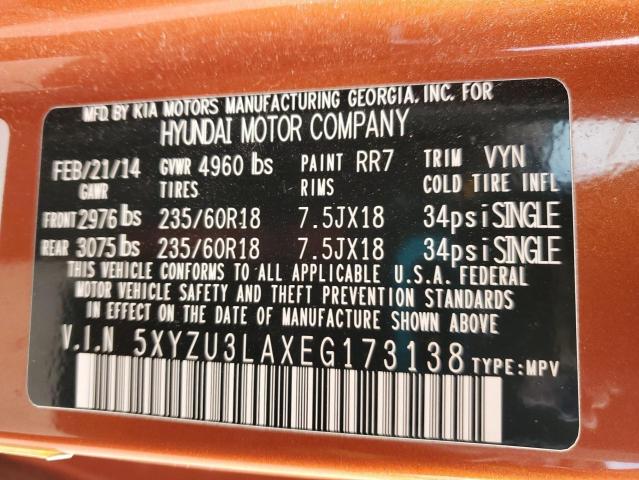 MFD. BY KIA MOTORS MANUFACTURING GEORGIA, INC. FOR
HYUNDAI MOTOR COMPANY
FEB/21/14 GVWR 4960 lbs PAINT RR7 TRIM VYN
GAWR TIRES RIMS COLD TIRE INFL
FRONT 2976 lbs 235/60R18 7.5JX18 34psi SINGLE
REAR 3075 lbs 235/60R18 7.5JX18 34psi SINGLE
THIS VEHICLE CONFORMS TO ALL APPLICABLE U.S.A. FEDERAL
MOTOR VEHICLE SAFETY AND THEFT PREVENTION STANDARDS
IN EFFECT ON THE DATE OF MANUFACTURE SHOWN ABOVE
V.I.N 5XYZU3LAXEG173138 TYPE:MPV